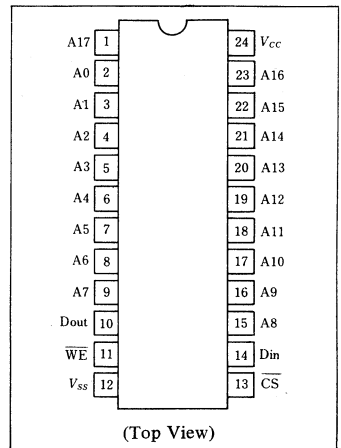 A17 1 24 VCC
A0 2 23 A16
A1 3 22 A15
A2 4 21 A14
A3 5 20 A13
A4 6 19 A12
A5 7 18 A11
A6 8 17 A10
A7 9 16 A9
Dout 10 15 A8
W̅E̅ 11 14 Din
Vss 12 13 C̅S̅
(Top View)